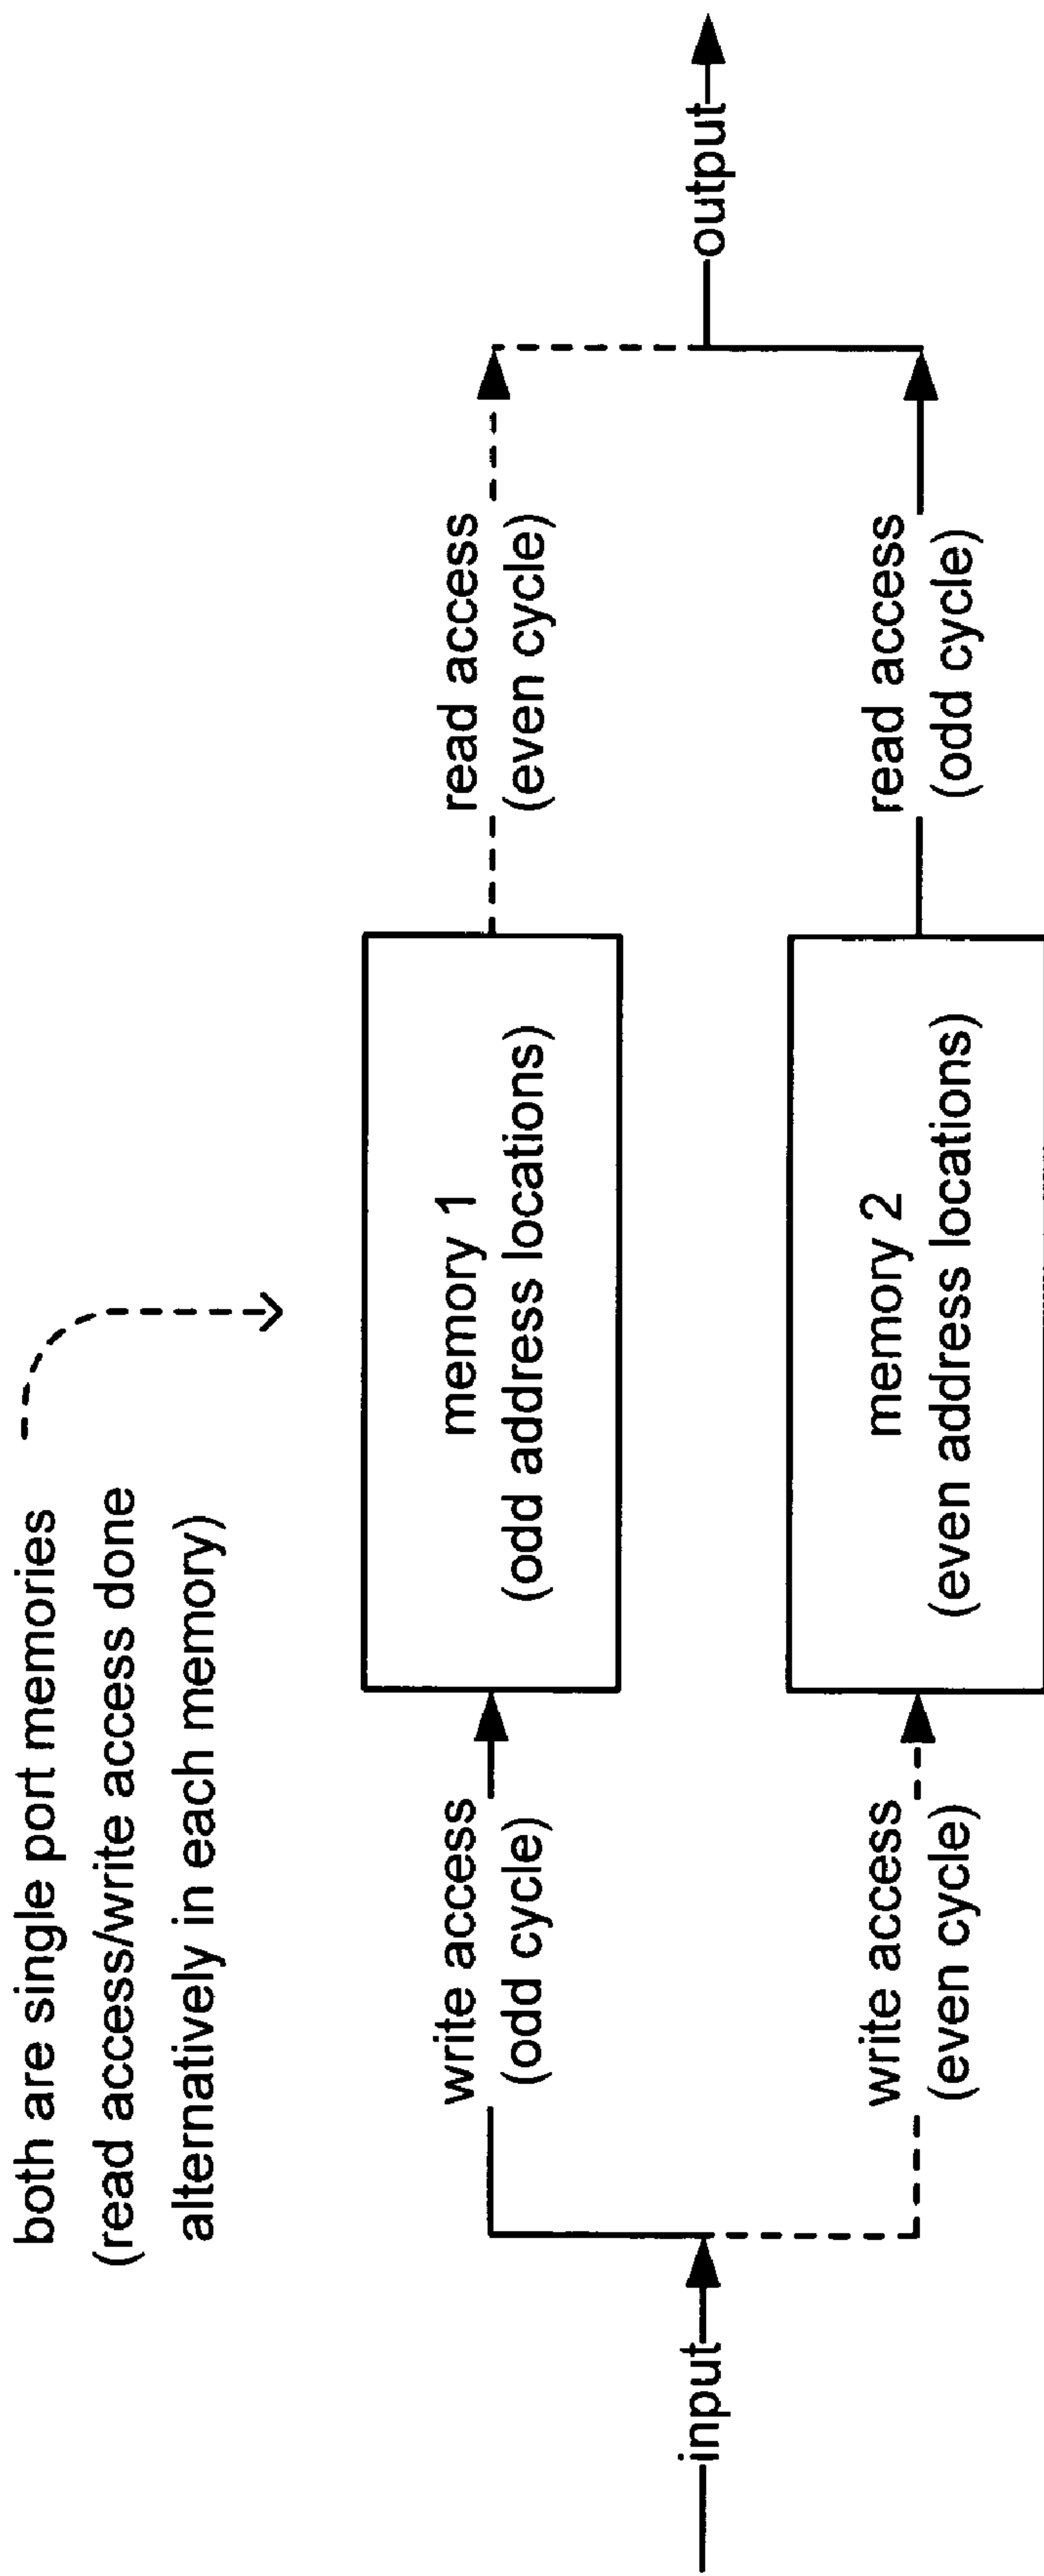 both are single port memories
(read access/write access done
alternatively in each memory)
input
write access
(odd cycle)
memory 1
(odd address locations)
read access
(even cycle)
write access
(even cycle)
memory 2
(even address locations)
read access
(odd cycle)
output